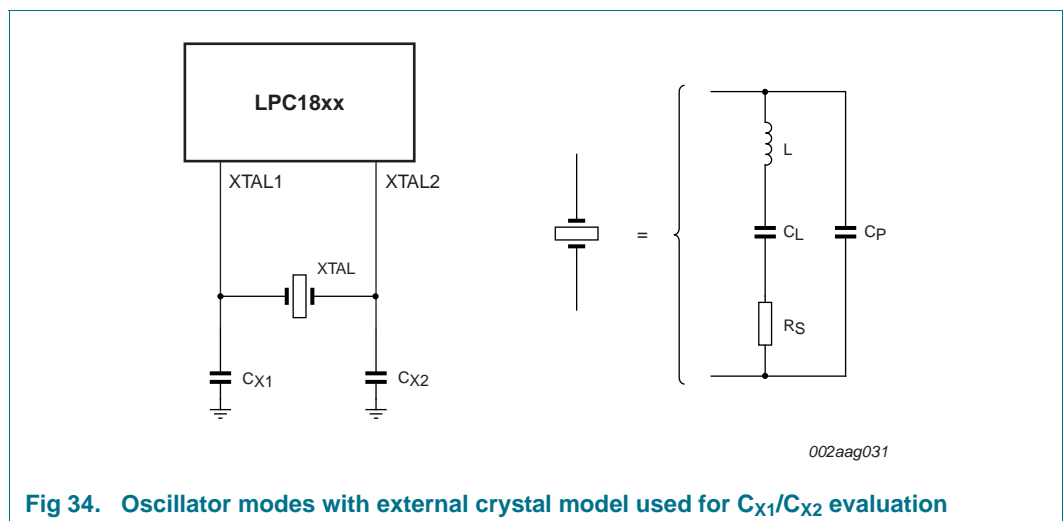 LPC18xx
XTAL1
XTAL2
XTAL
CX1
CX2
=
L
CL
CP
RS
002aag031
Fig 34. Oscillator modes with external crystal model used for CX1/CX2 evaluation